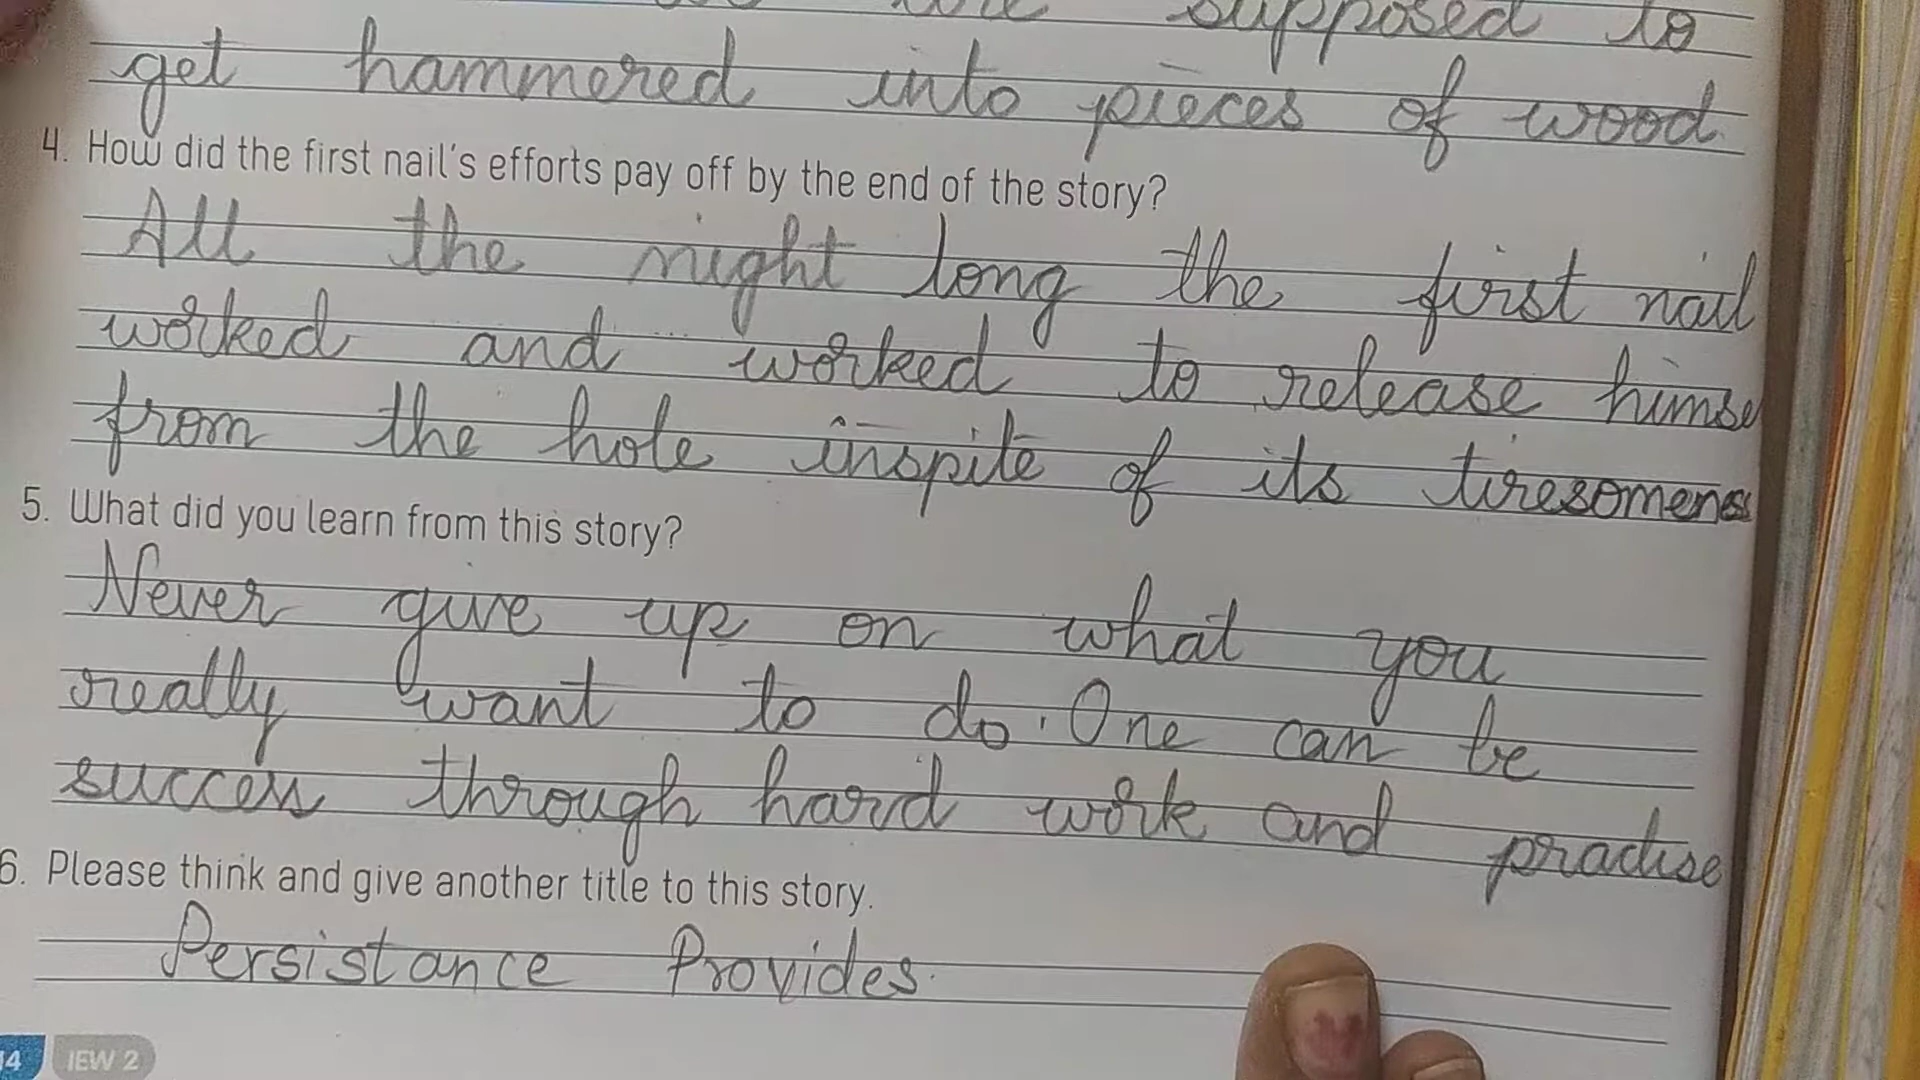 supposed to
get hammered into pieces of wood
4. How did the first nail's efforts pay off by the end of the story?
All the night long the first nail
worked and worked to release himse
from the hole inspite of its tiresomeness
5. What did you learn from this story?
Never give up on what you
really want to do. One can be
success through hard work and practise
6. Please think and give another title to this story.
Persistance Provides.
14 IEW 2